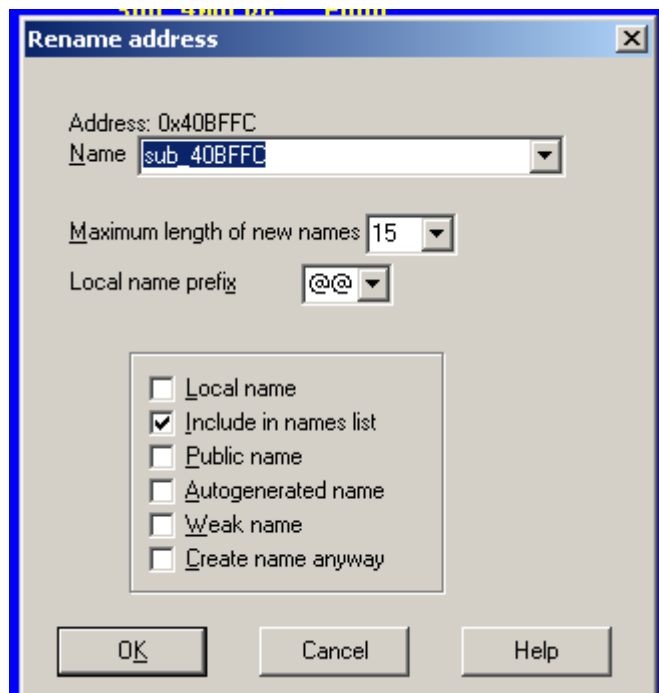 Rename address
Address: 0x40BFFC
Name sub_40BFFC
Maximum length of new names 15
Local name prefix @@
Local name
Include in names list
Public name
Autogenerated name
Weak name
Create name anyway
OK Cancel Help